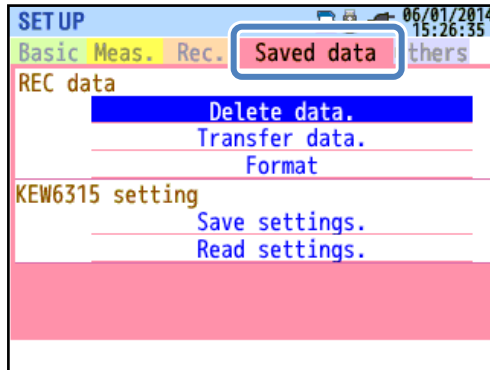 SET UP 06/01/2014
15:26:35
Basic Meas. Rec. Saved data thers
REC data
Delete data.
Transfer data.
Format
KEW6315 setting
Save settings.
Read settings.